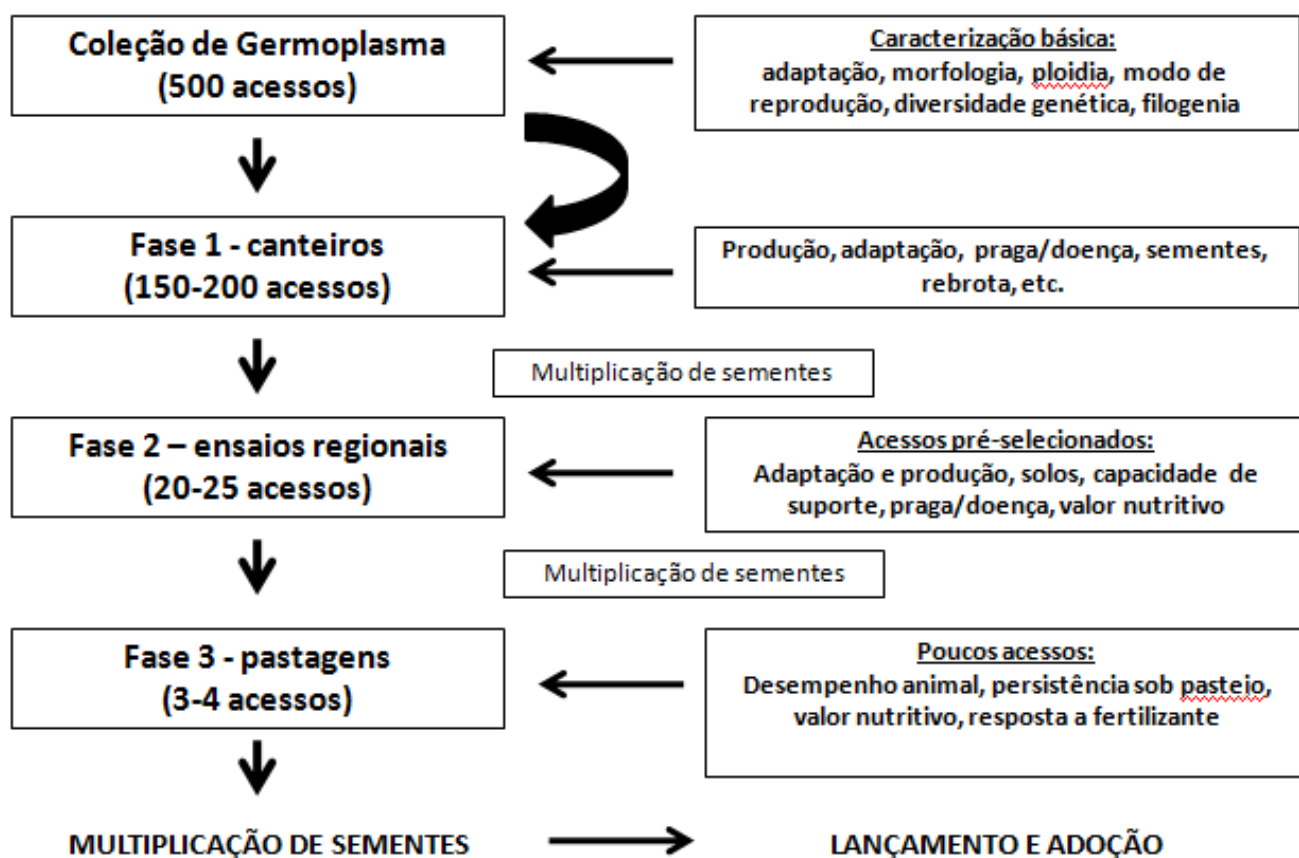 Coleção de Germoplasma
(500 acessos)
Caracterização básica:
adaptação, morfologia, ploidia, modo de
reprodução, diversidade genética, filogenia
Fase 1 - canteiros
(150-200 acessos)
Produção, adaptação, praga/doença, sementes,
rebrota, etc.
Multiplicação de sementes
Fase 2 – ensaios regionais
(20-25 acessos)
Acessos pré-selecionados:
Adaptação e produção, solos, capacidade de
suporte, praga/doença, valor nutritivo
Multiplicação de sementes
Fase 3 - pastagens
(3-4 acessos)
Poucos acessos:
Desempenho animal, persistência sob pasteio,
valor nutritivo, resposta a fertilizante
MULTIPLICAÇÃO DE SEMENTES
LANÇAMENTO E ADOÇÃO